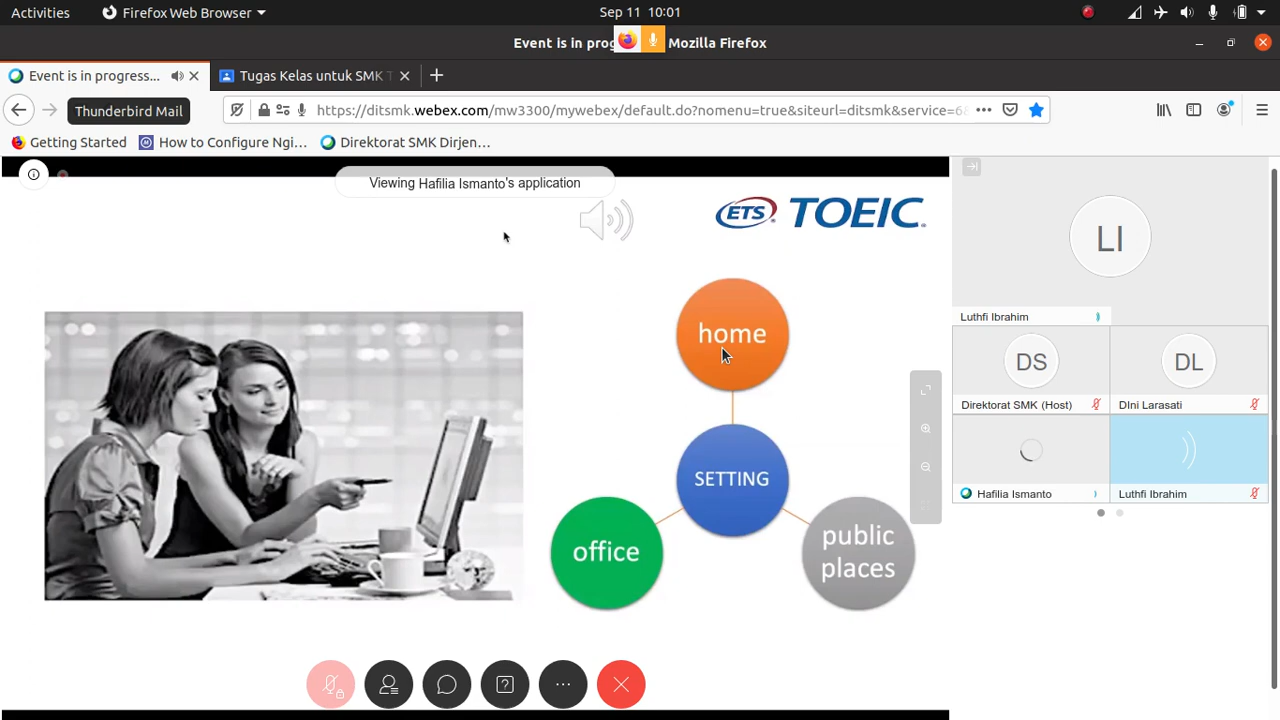 Activities
Firefox Web Browser
Sep 11 10:01
Event is in prog
Mozilla Firefox
Event is in progress...
Tugas Kelas untuk SMK T
Thunderbird Mail
https://ditsmk.webex.com/mw3300/mywebex/default.do?nomenu=true&siteurl=ditsmk&service=6
Getting Started
How to Configure Ngi...
Direktorat SMK Dirjen...
Viewing Hafilia Ismanto's application
ETS TOEIC.
home
SETTING
office
public
places
LI
Luthfi Ibrahim
DS
DL
Direktorat SMK (Host)
DIni Larasati
Hafilia Ismanto
Luthfi Ibrahim